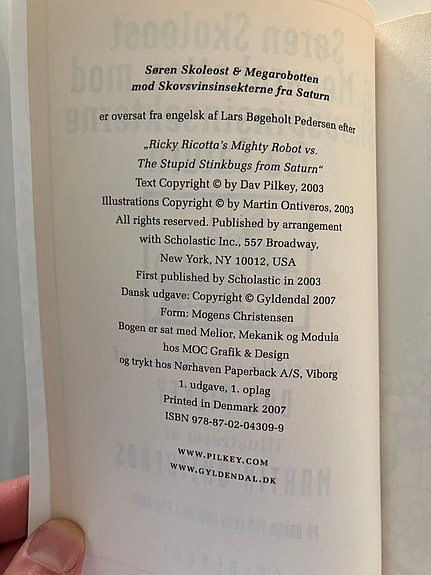 Søren Skoleost & Megarobotten
mod Skovsvinsinsekterne fra Saturn
er oversat fra engelsk af Lars Bøgeholt Pedersen efter
„Ricky Ricotta's Mighty Robot vs.
The Stupid Stinkbugs from Saturn“
Text Copyright © by Dav Pilkey, 2003
Illustrations Copyright © by Martin Ontiveros, 2003
All rights reserved. Published by arrangement
with Scholastic Inc., 557 Broadway,
New York, NY 10012, USA
First published by Scholastic in 2003
Dansk udgave: Copyright © Gyldendal 2007
Form: Mogens Christensen
Bogen er sat med Melior, Mekanik og Modula
hos MOC Grafik & Design
og trykt hos Nørhaven Paperback A/S, Viborg
1. udgave, 1. oplag
Printed in Denmark 2007
ISBN 978-87-02-04309-9
WWW.PILKEY.COM
WWW.GYLDENDAL.DK